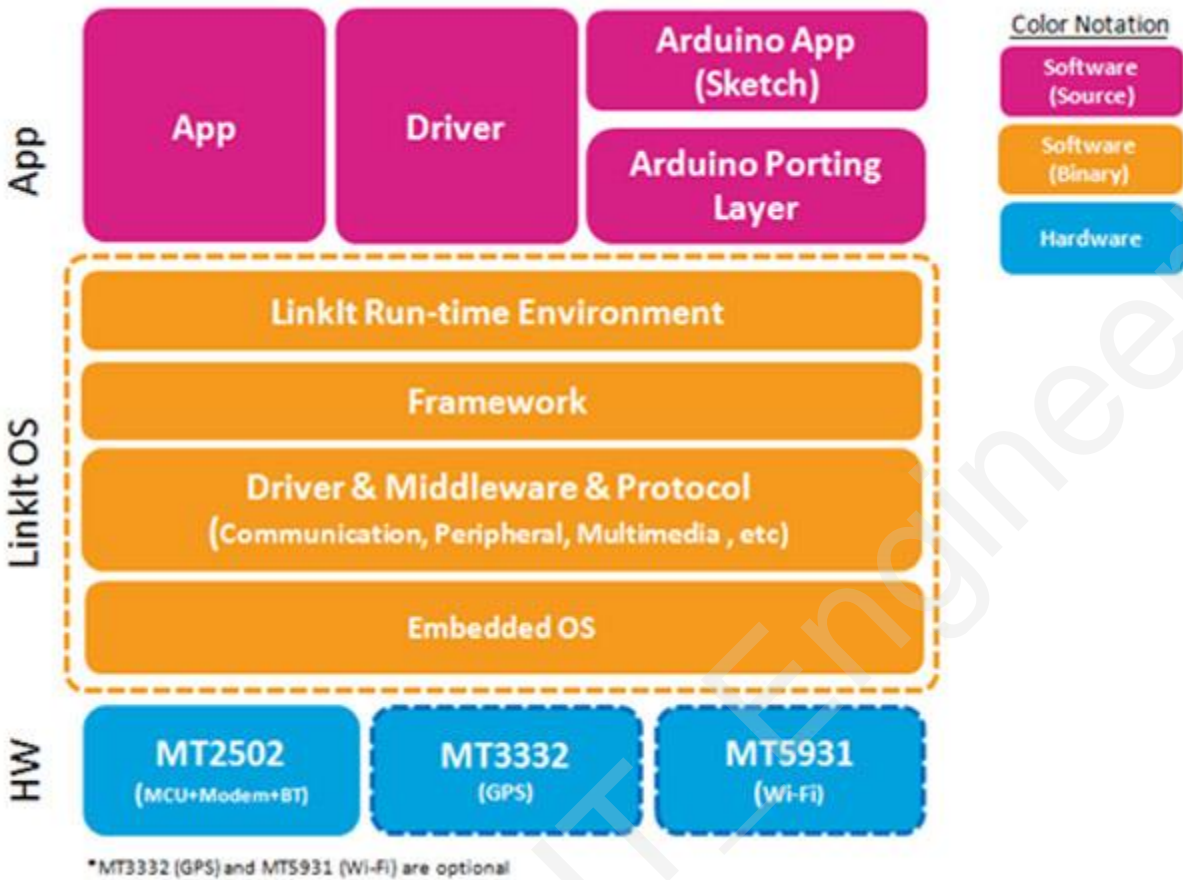 App
App
Driver
Arduino App
(Sketch)
Arduino Porting
Layer
LinkIt OS
LinkIt Run-time Environment
Framework
Driver & Middleware & Protocol
(Communication, Peripheral, Multimedia , etc)
Embedded OS
HW
MT2502
(MCU+Modem+BT)
MT3332
(GPS)
MT5931
(Wi-Fi)
*MT3332 (GPS) and MT5931 (Wi-Fi) are optional
Color Notation
Software
(Source)
Software
(Binary)
Hardware
IT_Engineer